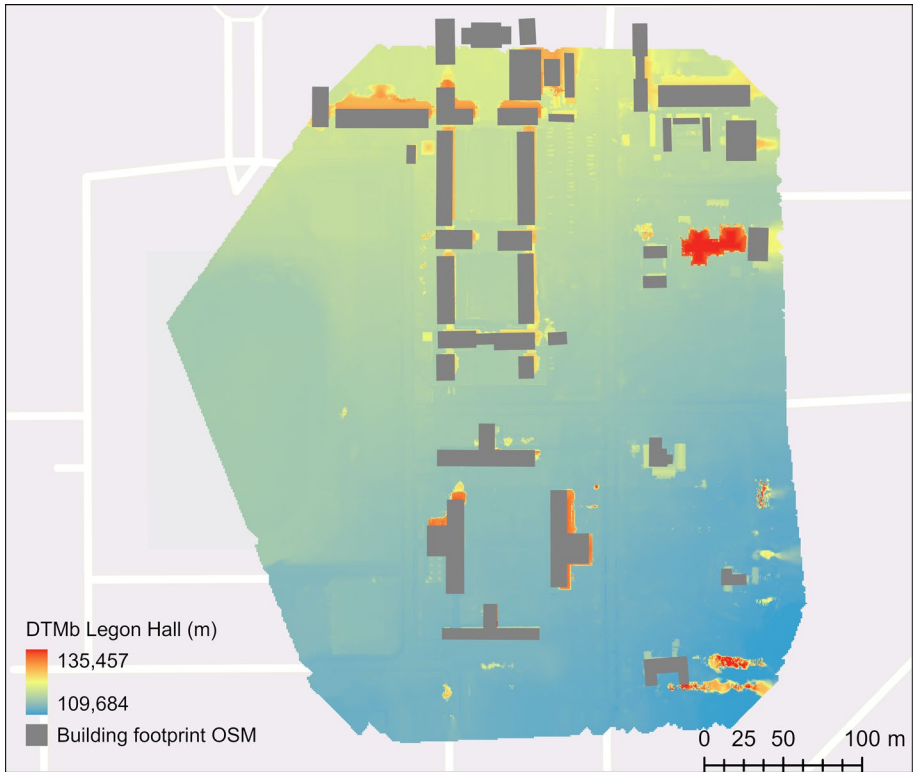 DTMb Legon Hall (m)
135,457
109,684
Building footprint OSM
0 25 50 100 m